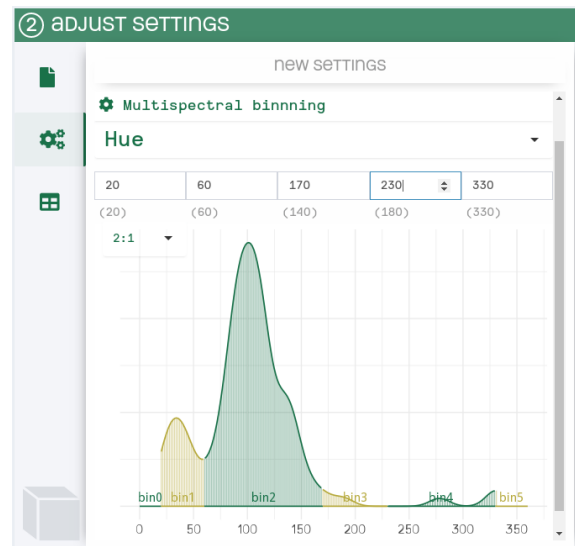 2 ADJUST SETTINGS
NEW SETTINGS
Multispectral binnning
Hue
20 60 170 230 330
(20) (60) (140) (180) (330)
2:1
bin0 bin1 bin2 bin3 bin4 bin5
0 50 100 150 200 250 300 350